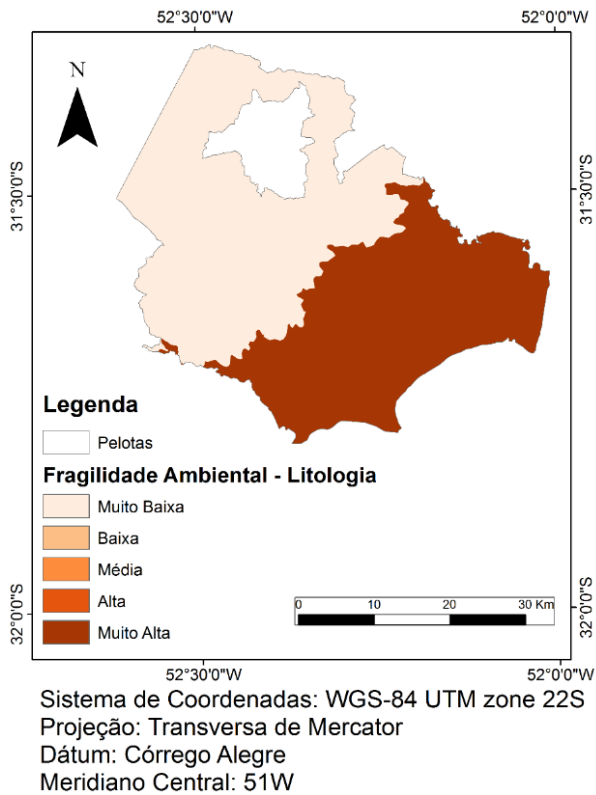 52°30'0"W 52°0'0"W
N
31°30'0"S 31°30'0"S
Legenda
Pelotas
Fragilidade Ambiental - Litologia
Muito Baixa
Baixa
Média
Alta
Muito Alta
0 10 20 30 Km
32°0'0"S 32°0'0"S
52°30'0"W 52°0'0"W
Sistema de Coordenadas: WGS-84 UTM zone 22S
Projeção: Transversa de Mercator
Dátum: Córrego Alegre
Meridiano Central: 51W